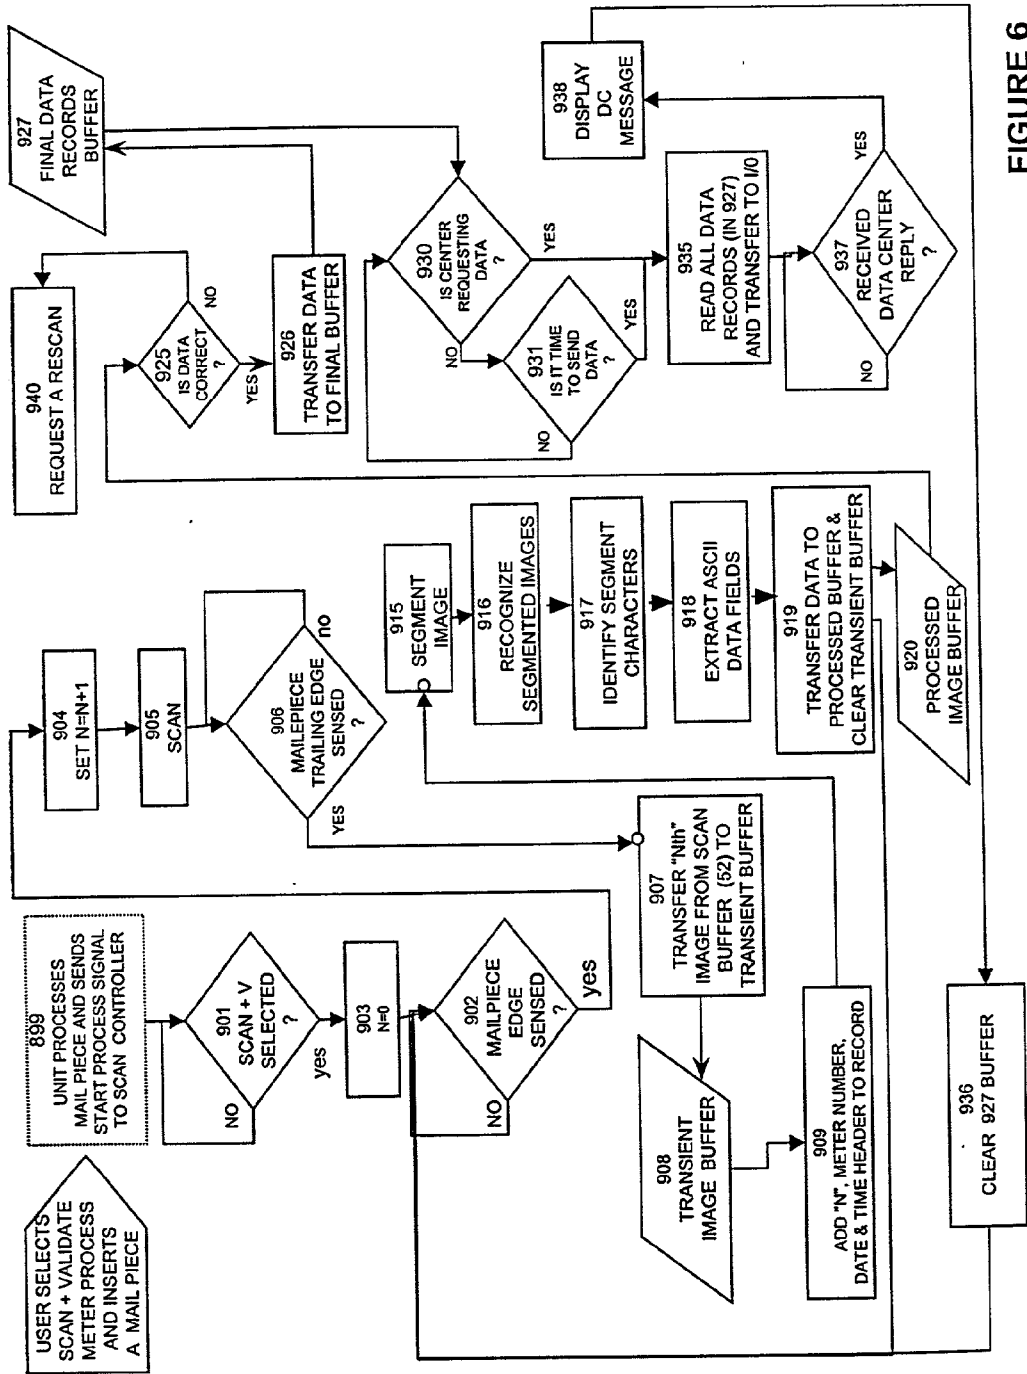 USER SELECTS
SCAN + VALIDATE
METER PROCESS
AND INSERTS
A MAIL PIECE
899
UNIT PROCESSES
MAIL PIECE AND SENDS
START PROCESS SIGNAL
TO SCAN CONTROLLER
901
SCAN + V
SELECTED
?
NO
yes
903
N=0
902
MAILPIECE
EDGE
SENSED
?
NO
yes
904
SET N=N+1
905
SCAN
906
MAILEPIECE
TRAILING EDGE
SENSED
?
no
YES
907
TRANSFER "Nth"
IMAGE FROM SCAN
BUFFER (52) TO
TRANSIENT BUFFER
908
TRANSIENT
IMAGE BUFFER
909
ADD "N", METER NUMBER,
DATE & TIME HEADER TO RECORD
915
SEGMENT
IMAGE
916
RECOGNIZE
SEGMENTED IMAGES
917
IDENTIFY SEGMENT
CHARACTERS
918
EXTRACT ASCII
DATA FIELDS
919
TRANSFER DATA TO
PROCESSED BUFFER &
CLEAR TRANSIENT BUFFER
920
PROCESSED
IMAGE BUFFER
940
REQUEST A RESCAN
925
IS DATA
CORRECT
?
NO
YES
926
TRANSFER DATA
TO FINAL BUFFER
927
FINAL DATA
RECORDS
BUFFER
930
IS CENTER
REQUESTING
DATA
?
NO
YES
931
IS IT TIME
TO SEND
DATA
?
NO
YES
935
READ ALL DATA
RECORDS (IN 927)
AND TRANSFER TO I/0
937
RECEIVED
DATA CENTER
REPLY
?
NO
YES
938
DISPLAY
DC
MESSAGE
936
CLEAR 927 BUFFER
FIGURE 6